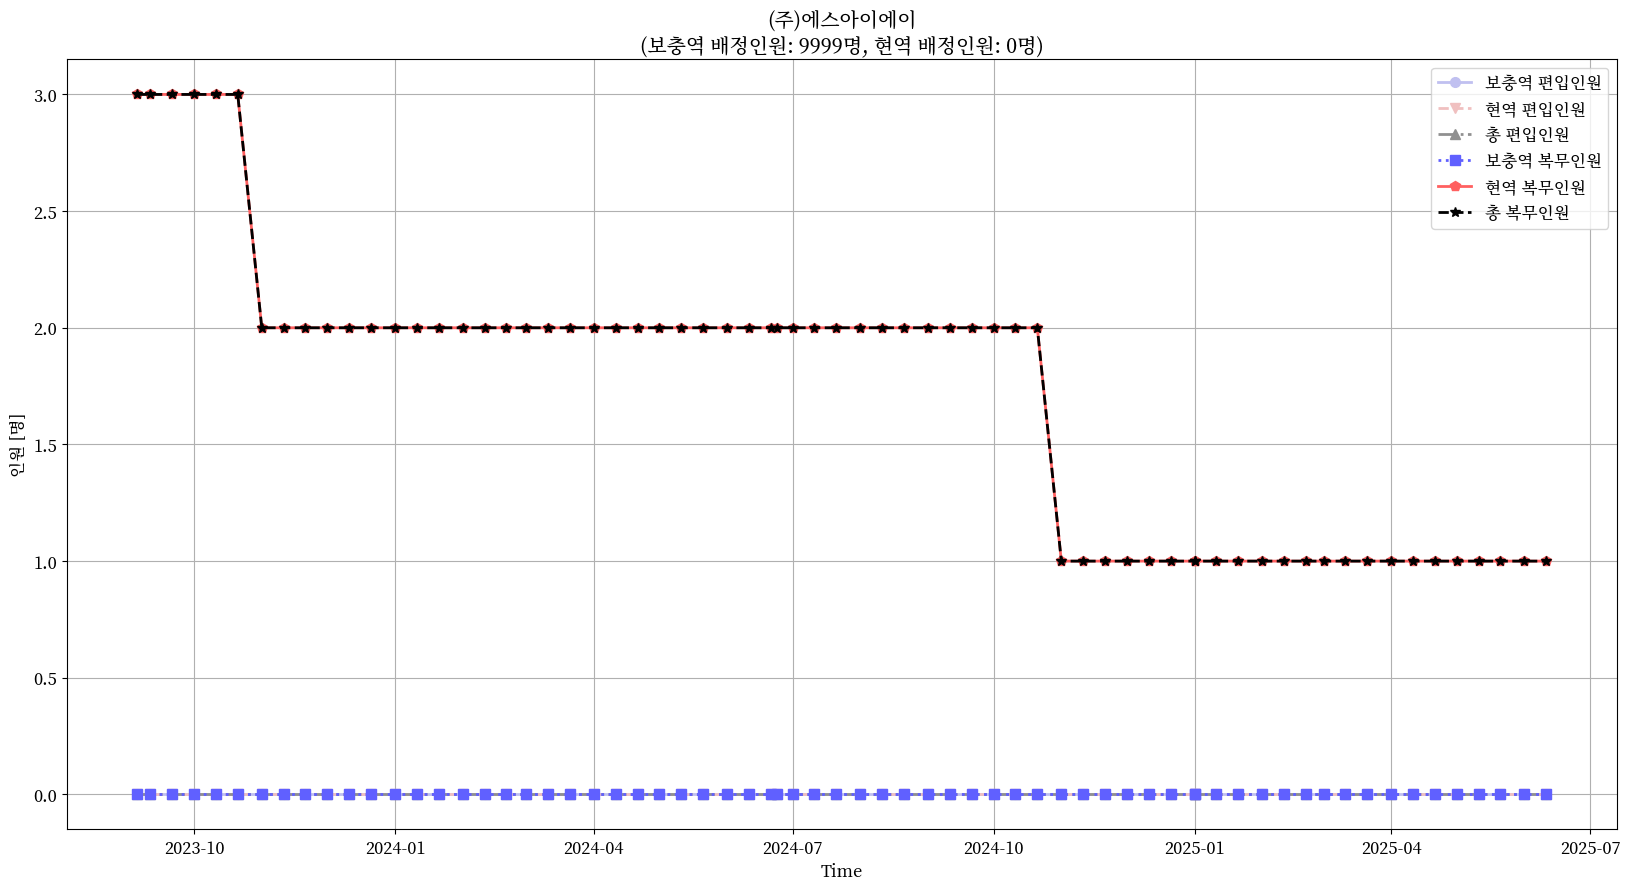 (주)에스아이에이
(보충역 배정인원: 9999명, 현역 배정인원: 0명)
보충역 편입인원
현역 편입인원
총 편입인원
보충역 복무인원
현역 복무인원
총 복무인원
인원 [명]
3.0
2.5
2.0
1.5
1.0
0.5
0.0
2023-10
2024-01
2024-04
2024-07
2024-10
2025-01
2025-04
2025-07
Time